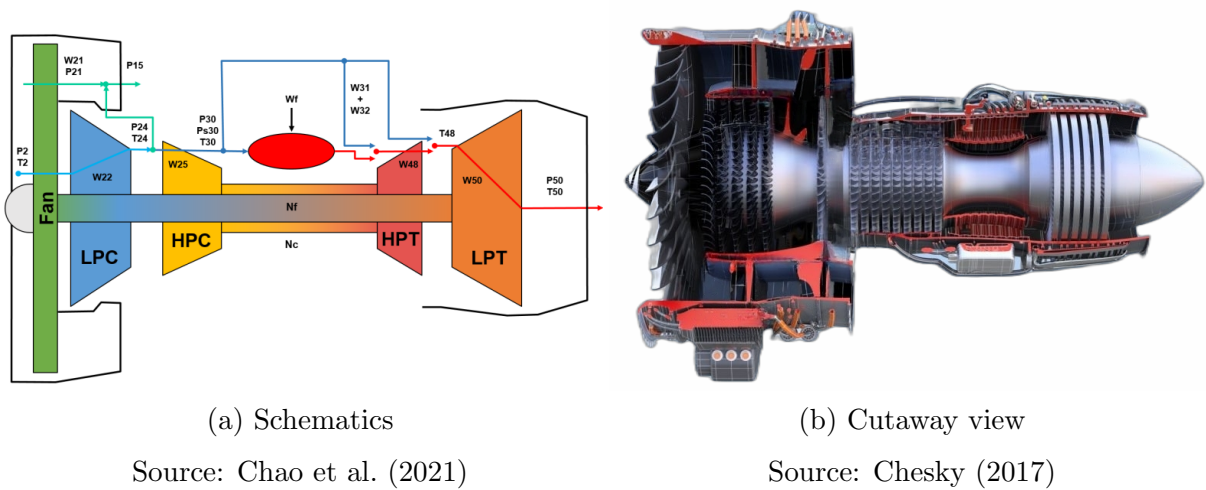 W21
P21
P15
P2
T2
P24
T24
W22
W25
P30
Ps30
T30
Wf
W31
+
W32
T48
W48
W50
P50
T50
Fan
LPC
HPC
Nf
Nc
HPT
LPT
(a) Schematics
Source: Chao et al. (2021)
(b) Cutaway view
Source: Chesky (2017)